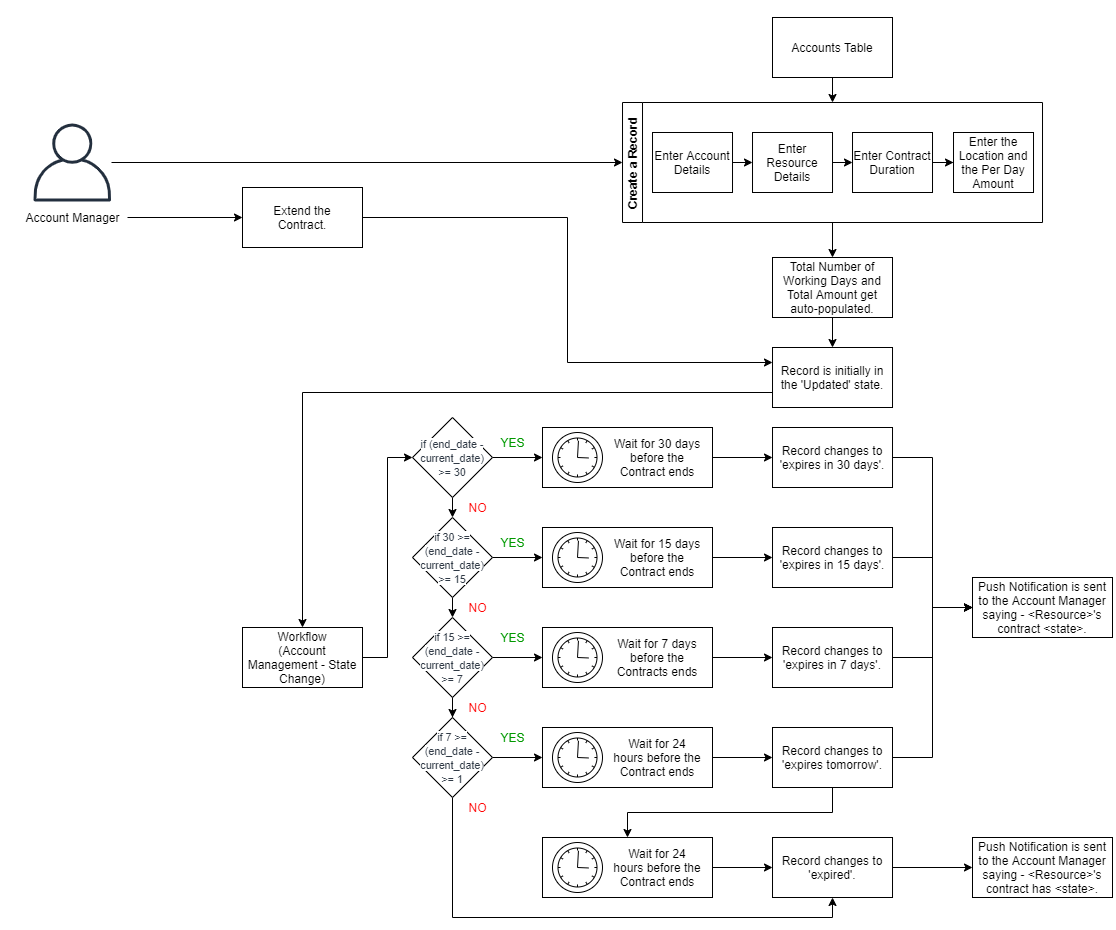 Accounts Table
Create a Record
Enter Account
Details
Enter
Resource
Details
Enter Contract
Duration
Enter the
Location and
the Per Day
Amount
Account Manager
Extend the
Contract.
Total Number of
Working Days and
Total Amount get
auto-populated.
Record is initially in
the 'Updated' state.
if (end_date -
current_date)
>= 30
YES
Wait for 30 days
before the
Contract ends
Record changes to
'expires in 30 days'.
NO
if 30 >=
(end_date -
current_date)
>= 15
YES
Wait for 15 days
before the
Contract ends
Record changes to
'expires in 15 days'.
Push Notification is sent
to the Account Manager
saying - <Resource>'s
contract <state>.
NO
Workflow
(Account
Management - State
Change)
if 15 >=
(end_date -
current_date)
>= 7
YES
Wait for 7 days
before the
Contracts ends
Record changes to
'expires in 7 days'.
NO
if 7 >=
(end_date -
current_date)
>= 1
YES
Wait for 24
hours before the
Contract ends
Record changes to
'expires tomorrow'.
NO
Wait for 24
hours before the
Contract ends
Record changes to
'expired'.
Push Notification is sent
to the Account Manager
saying - <Resource>'s
contract has <state>.